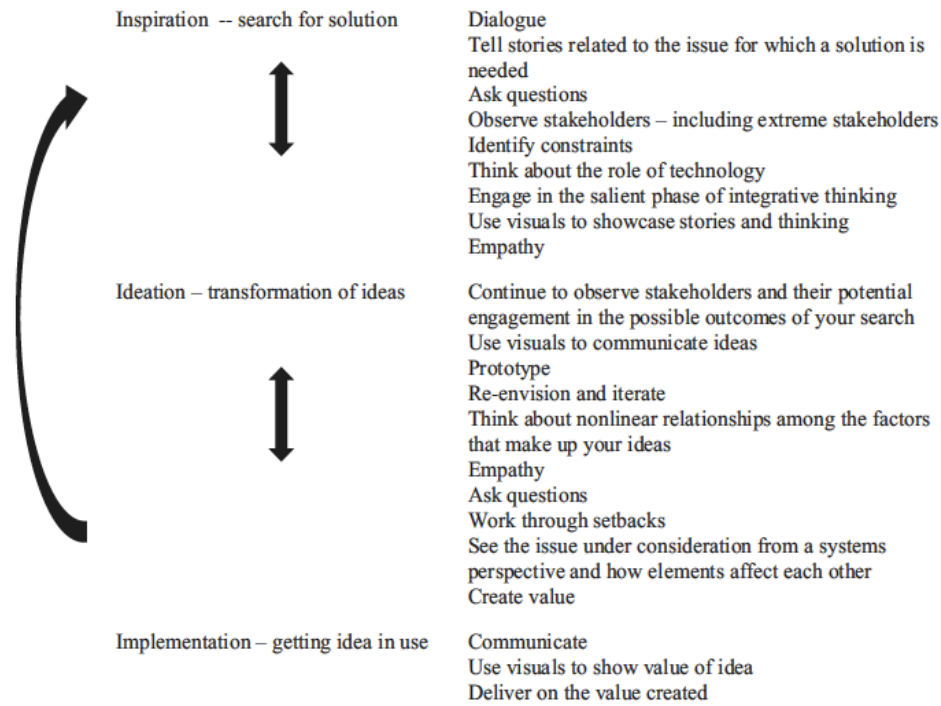 Inspiration -- search for solution
Dialogue
Tell stories related to the issue for which a solution is
needed
Ask questions
Observe stakeholders – including extreme stakeholders
Identify constraints
Think about the role of technology
Engage in the salient phase of integrative thinking
Use visuals to showcase stories and thinking
Empathy
Ideation – transformation of ideas
Continue to observe stakeholders and their potential
engagement in the possible outcomes of your search
Use visuals to communicate ideas
Prototype
Re-envision and iterate
Think about nonlinear relationships among the factors
that make up your ideas
Empathy
Ask questions
Work through setbacks
See the issue under consideration from a systems
perspective and how elements affect each other
Create value
Implementation – getting idea in use
Communicate
Use visuals to show value of idea
Deliver on the value created